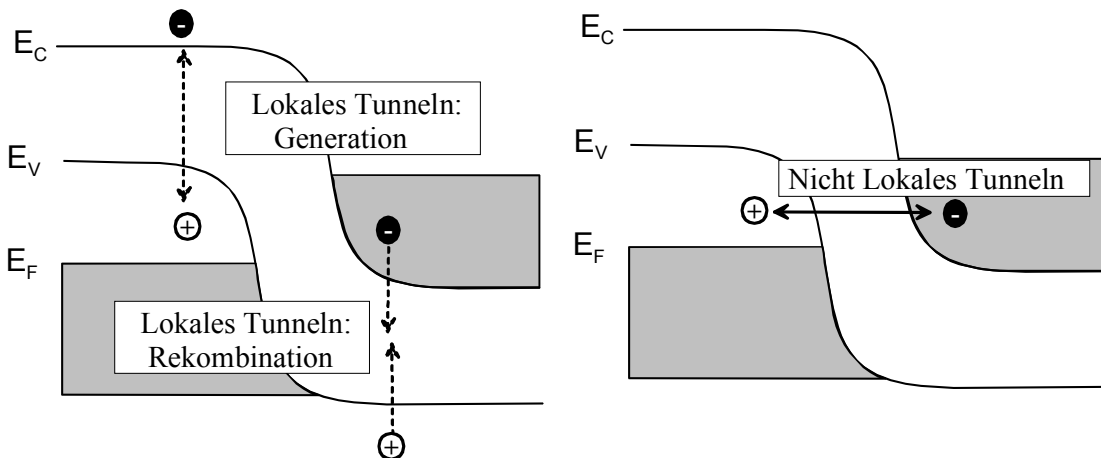 E_C
Lokales Tunneln:
Generation
E_V
E_F
Lokales Tunneln:
Rekombination
E_C
E_V
Nicht Lokales Tunneln
E_F